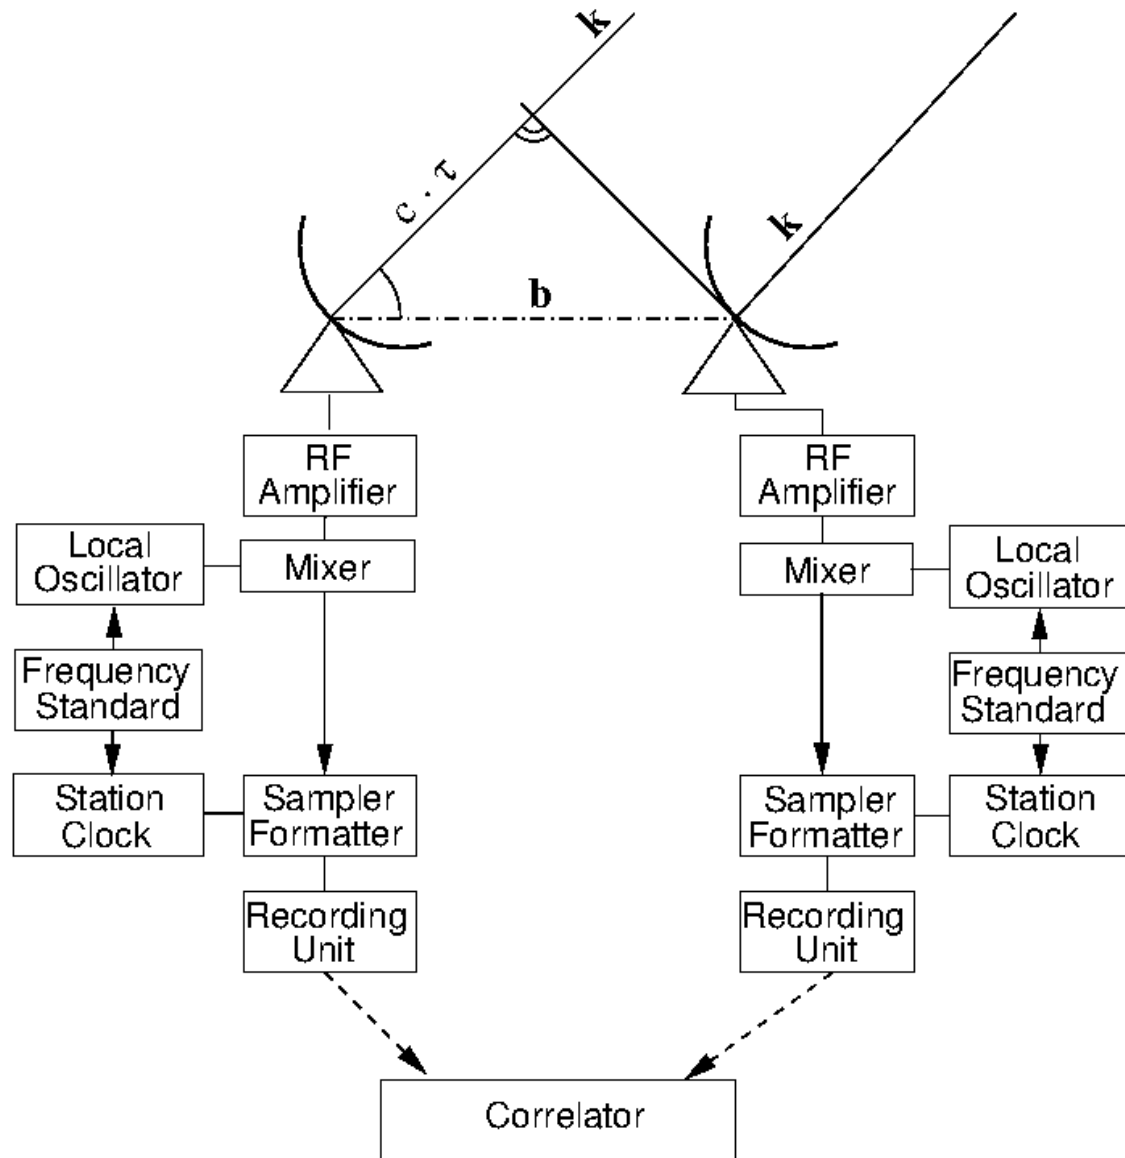 k
c · τ
k
b
RF
Amplifier
RF
Amplifier
Local
Oscillator
Mixer
Mixer
Local
Oscillator
Frequency
Standard
Frequency
Standard
Station
Clock
Sampler
Formatter
Sampler
Formatter
Station
Clock
Recording
Unit
Recording
Unit
Correlator